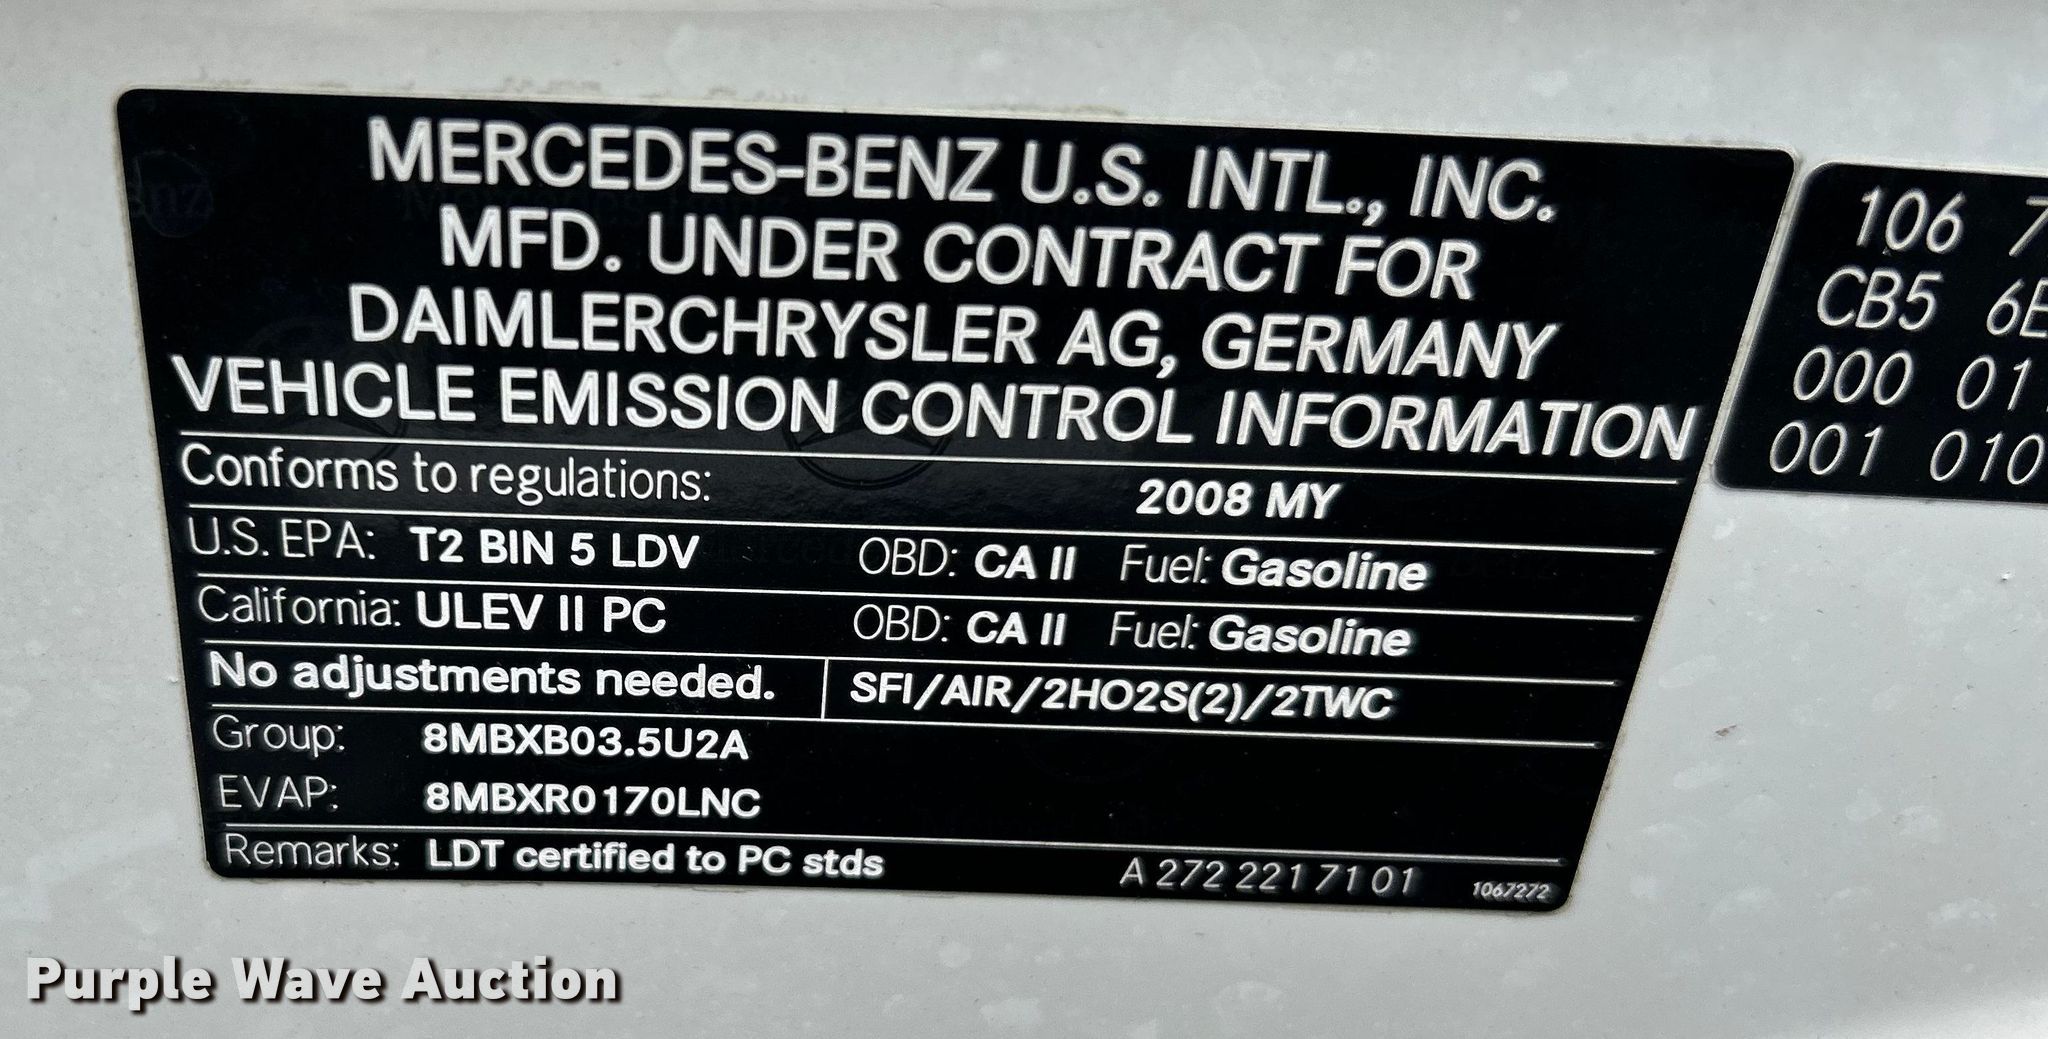 MERCEDES-BENZ U.S. INTL., INC.
MFD. UNDER CONTRACT FOR
DAIMLERCHRYSLER AG, GERMANY
VEHICLE EMISSION CONTROL INFORMATION
Conforms to regulations: 2008 MY
U.S. EPA: T2 BIN 5 LDV OBD: CA II Fuel: Gasoline
California: ULEV II PC OBD: CA II Fuel: Gasoline
No adjustments needed. SFI/AIR/2HO2S(2)/2TWC
Group: 8MBXB03.5U2A
EVAP: 8MBXR0170LNC
Remarks: LDT certified to PC stds A 272 221 71 01 1067272
106 7
CB5
000 01
001 010
Purple Wave Auction